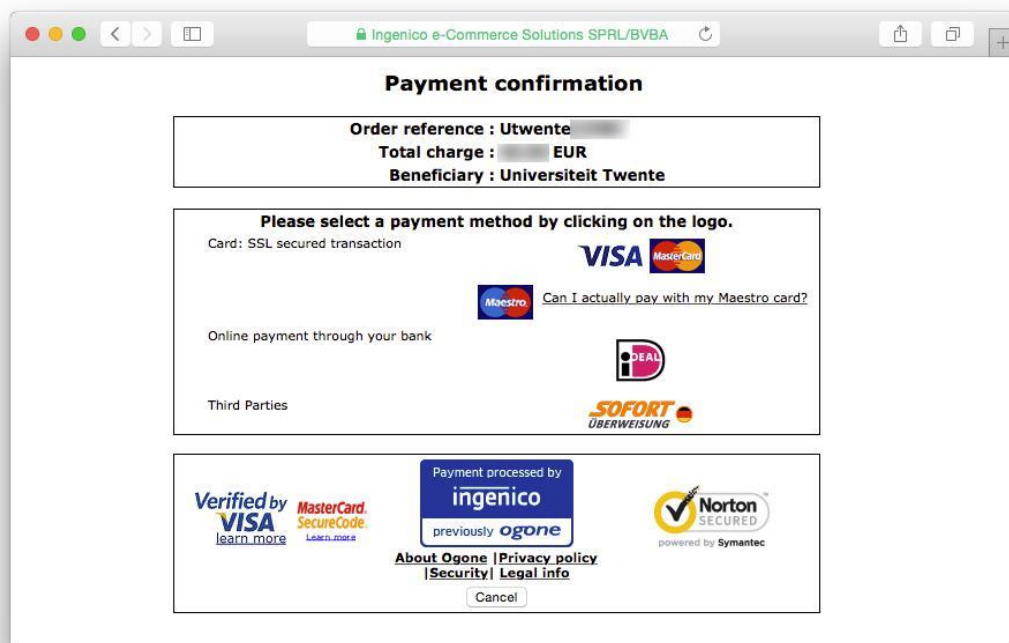 Ingenico e-Commerce Solutions SPRL/BVBA
Payment confirmation
Order reference : Utwente
Total charge : EUR
Beneficiary : Universiteit Twente
Please select a payment method by clicking on the logo.
Card: SSL secured transaction
VISA MasterCard
Maestro Can I actually pay with my Maestro card?
Online payment through your bank
iDEAL
Third Parties
SOFORT
ÜBERWEISUNG
Verified by
VISA
learn more
MasterCard.
SecureCode.
Learn more
Payment processed by
ingenico
previously ogone
Norton
SECURED
powered by Symantec
About Ogone |Privacy policy
|Security| Legal info
Cancel